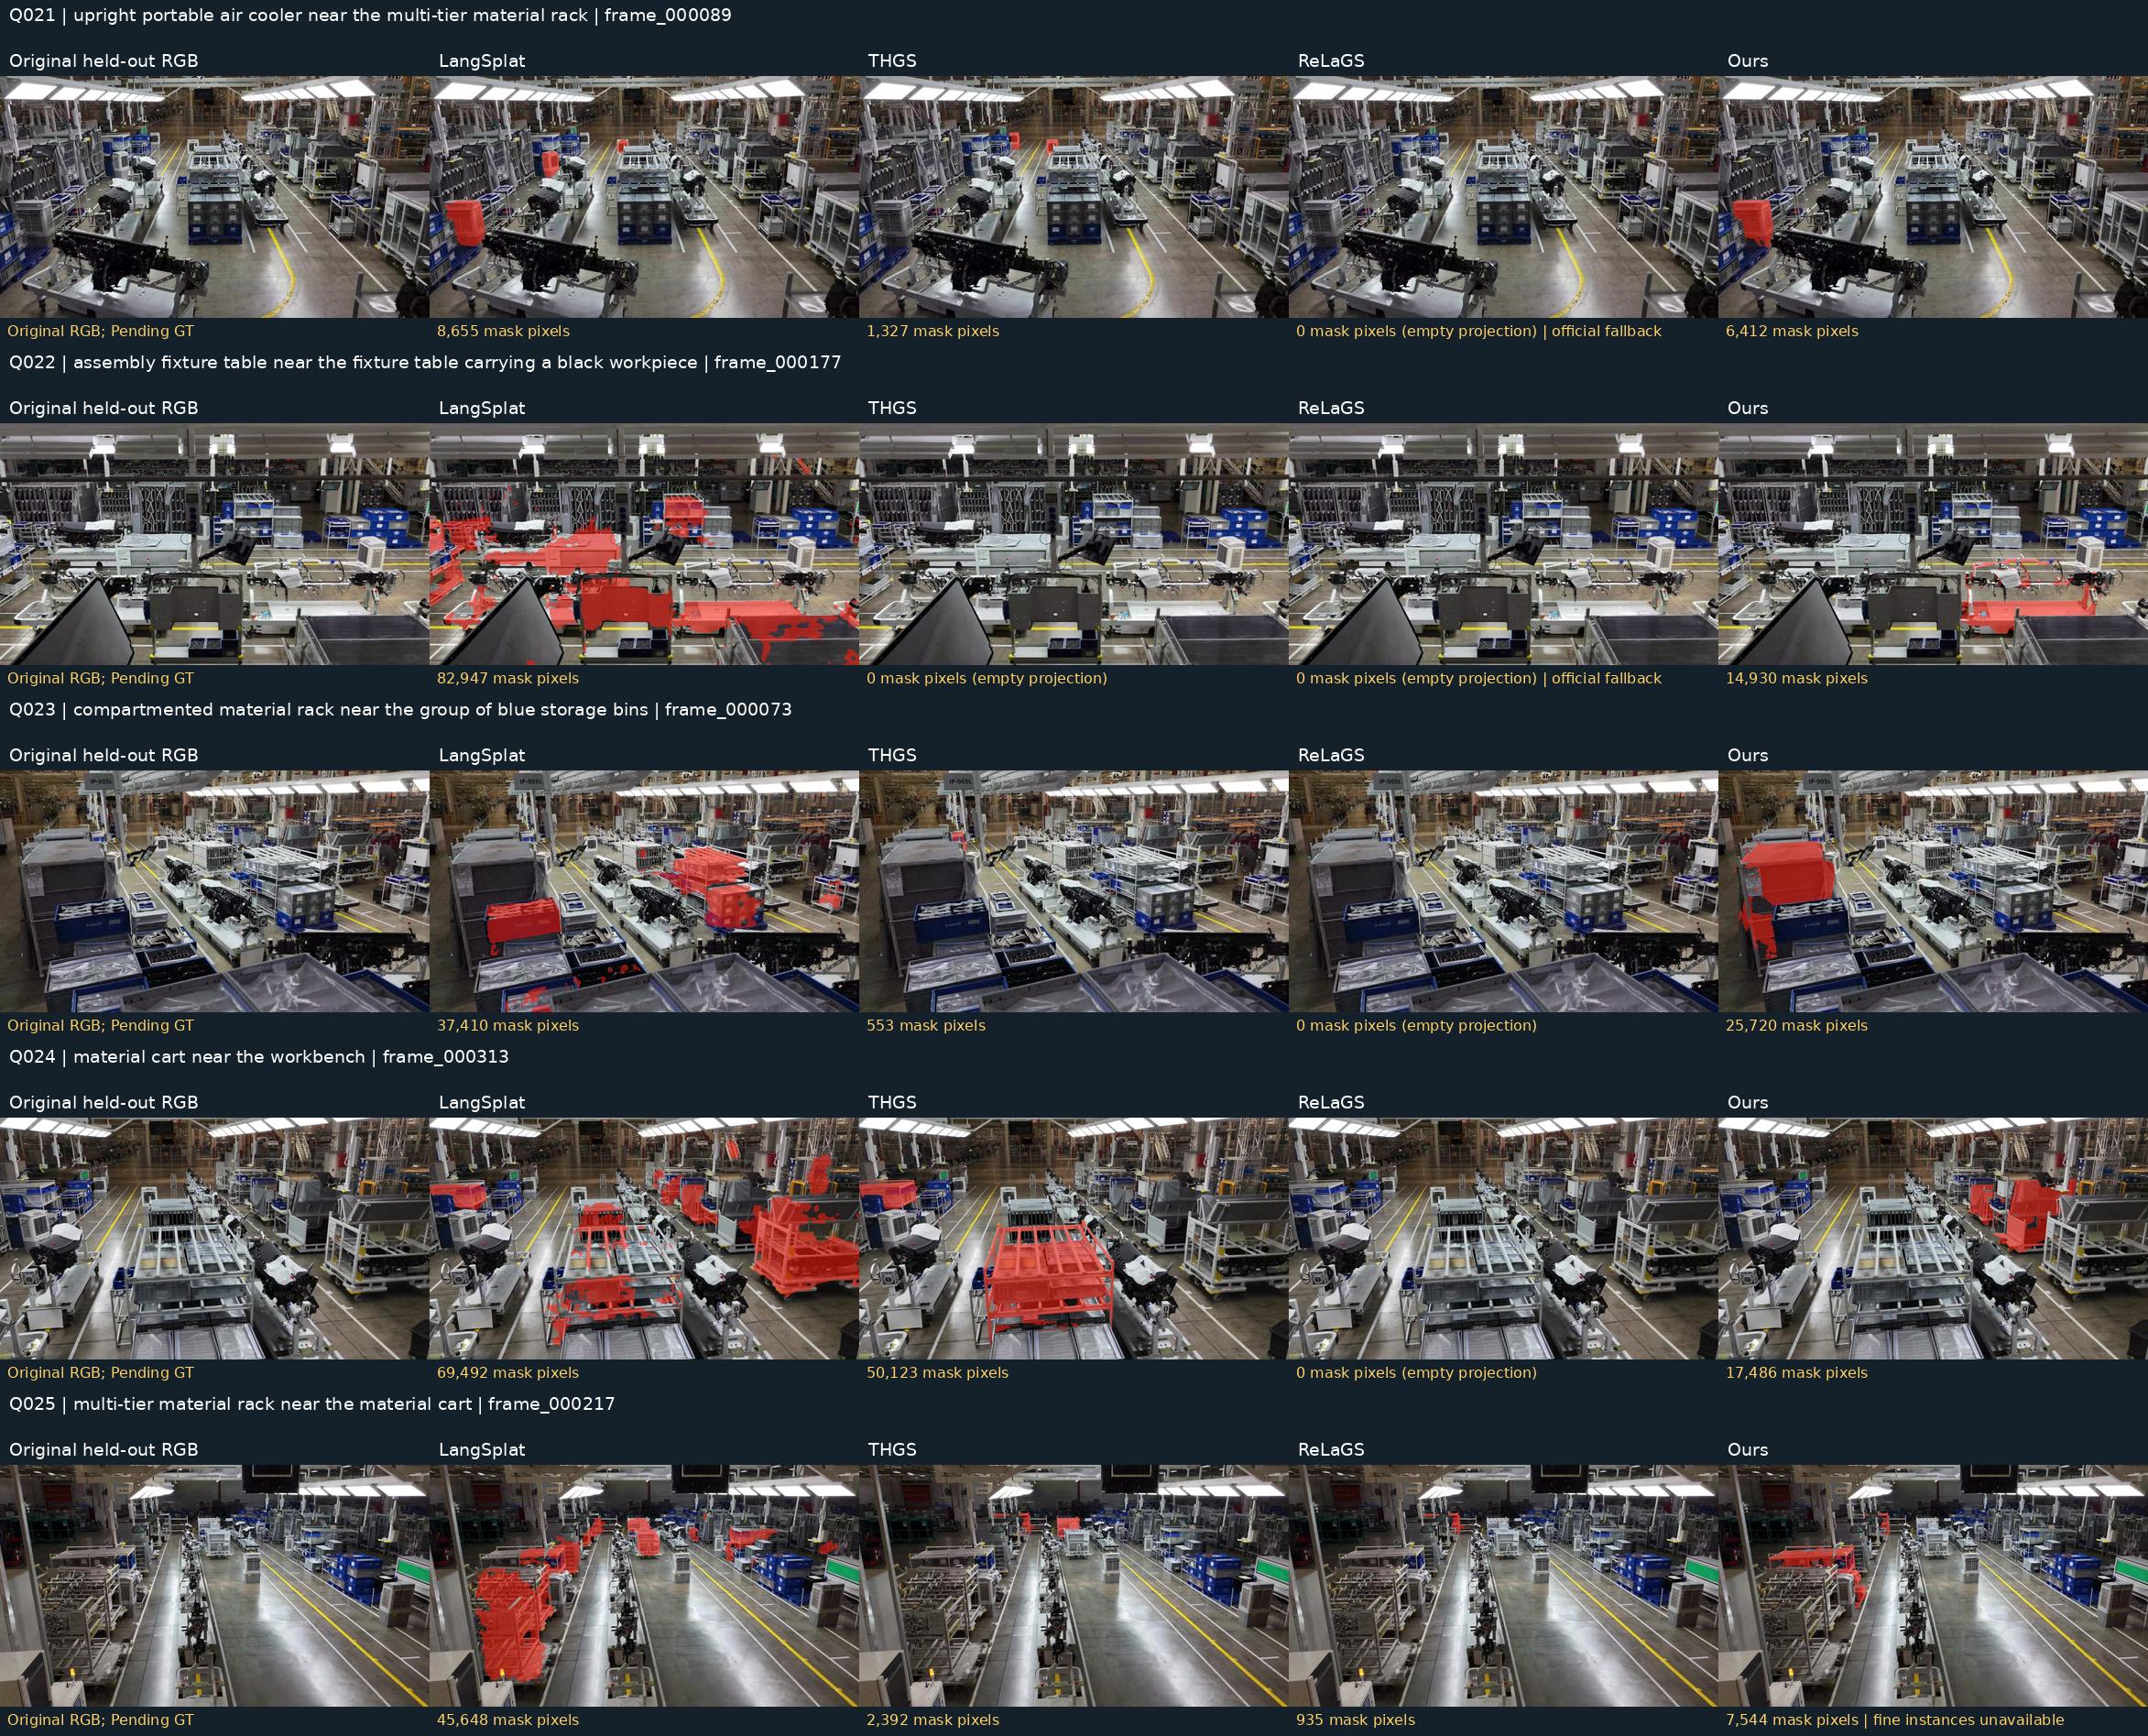 Q021 | upright portable air cooler near the multi-tier material rack | frame_000089
Original held-out RGB
LangSplat
THGS
ReLaGS
Ours
Original RGB; Pending GT
8,655 mask pixels
1,327 mask pixels
0 mask pixels (empty projection) | official fallback
6,412 mask pixels
Q022 | assembly fixture table near the fixture table carrying a black workpiece | frame_000177
Original held-out RGB
LangSplat
THGS
ReLaGS
Ours
Original RGB; Pending GT
82,947 mask pixels
0 mask pixels (empty projection)
0 mask pixels (empty projection) | official fallback
14,930 mask pixels
Q023 | compartmented material rack near the group of blue storage bins | frame_000073
Original held-out RGB
LangSplat
THGS
ReLaGS
Ours
IP-005L
IP-005L
IP-005L
IP-005L
IP-005L
Original RGB; Pending GT
37,410 mask pixels
553 mask pixels
0 mask pixels (empty projection)
25,720 mask pixels
Q024 | material cart near the workbench | frame_000313
Original held-out RGB
LangSplat
THGS
ReLaGS
Ours
Original RGB; Pending GT
69,492 mask pixels
50,123 mask pixels
0 mask pixels (empty projection)
17,486 mask pixels
Q025 | multi-tier material rack near the material cart | frame_000217
Original held-out RGB
LangSplat
THGS
ReLaGS
Ours
Original RGB; Pending GT
45,648 mask pixels
2,392 mask pixels
935 mask pixels
7,544 mask pixels | fine instances unavailable